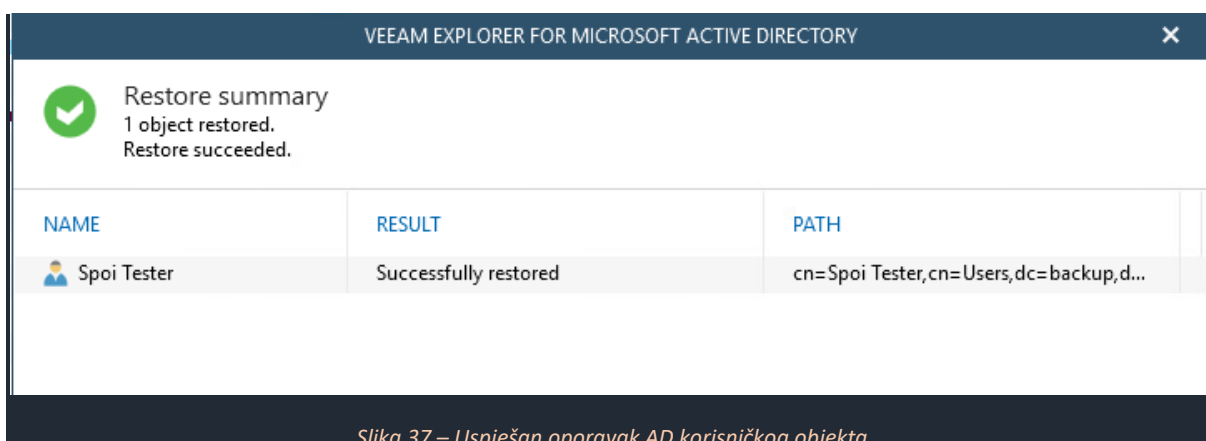 VEEAM EXPLORER FOR MICROSOFT ACTIVE DIRECTORY
Restore summary
1 object restored.
Restore succeeded.
NAME RESULT PATH
Spoi Tester Successfully restored cn=Spoi Tester,cn=Users,dc=backup,d...
Slika 37 – Uspješan oporavak AD korisničkog objekta